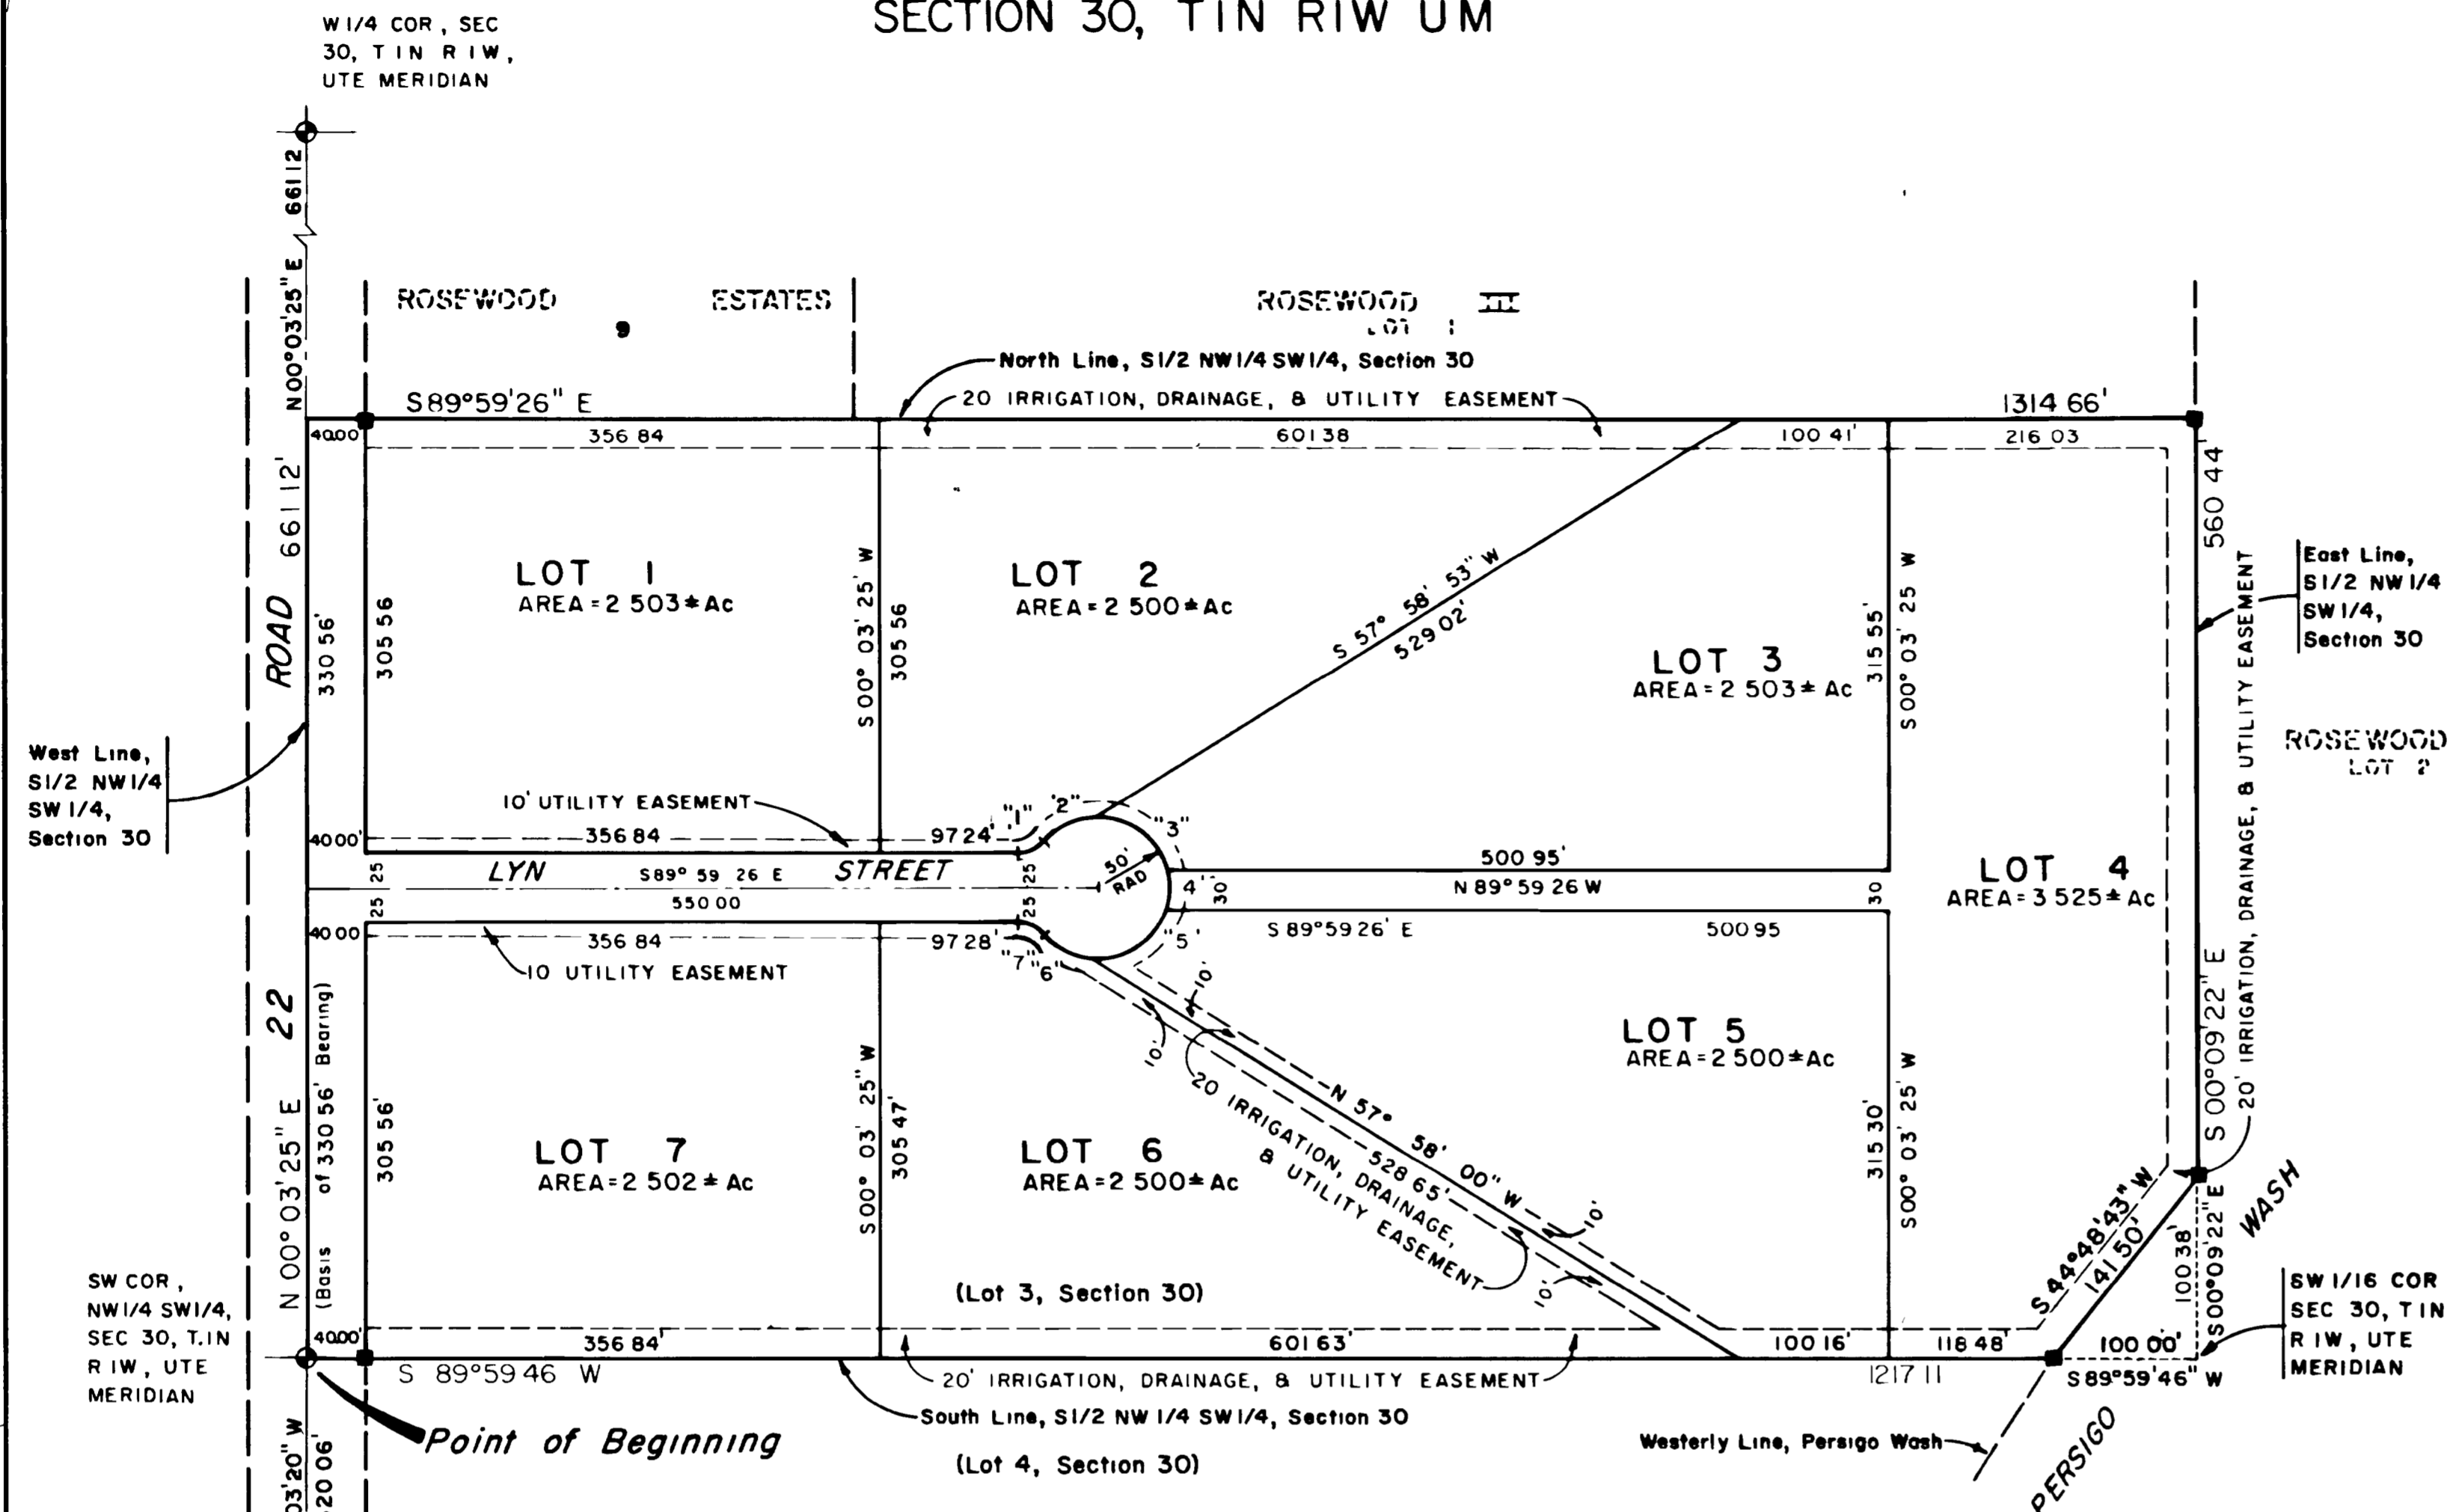 SECTION 30, T1N R1W UM
W 1/4 COR, SEC
30, T 1 N R 1 W,
UTE MERIDIAN
N00°03'25"E 661 12
ROSEWOOD ESTATES
9
ROSEWOOD III
LOT 1
North Line, S1/2 NW1/4 SW1/4, Section 30
20 IRRIGATION, DRAINAGE, & UTILITY EASEMENT
S89°59'26" E
1314 66'
40.00
356 84
601 38
100 41'
216 03
560 44'
ROAD 661 12'
330 56'
305 56
LOT 1
AREA = 2 503 ± Ac
S 00° 03' 25' W
305 56
LOT 2
AREA = 2 500 ± Ac
S 57° 58' 53" W
529 02'
LOT 3
AREA = 2 503 ± Ac
315 55'
S 00° 03' 25 W
East Line,
S1/2 NW1/4
SW1/4,
Section 30
20' IRRIGATION, DRAINAGE, & UTILITY EASEMENT
ROSEWOOD
LOT 2
West Line,
S1/2 NW1/4
SW 1/4,
Section 30
10' UTILITY EASEMENT
"1"
'2"
"3"
40.00'
356 84
97 24'
LYN STREET
S89° 59 26 E
550 00
25
25
25
25
50'
RAD
4'
30
500 95'
N 89° 59 26 W
30
LOT 4
AREA = 3 525 ± Ac
40 00
356 84
97 28'
"7"
"6"
"5'
S 89°59'26' E
500 95
10 UTILITY EASEMENT
22
N 00° 03' 25" E
(Basis of 330 56' Bearing)
305 56'
LOT 7
AREA = 2 502 ± Ac
S 00° 03' 25" W
305 47'
LOT 6
AREA = 2 500 ± Ac
10'
10'
20 IRRIGATION, DRAINAGE,
& UTILITY EASEMENT
N 57° 58' 00" W
528 65'
10'
10'
LOT 5
AREA = 2 500 ± Ac
315 30'
S 00° 03' 25' W
S 00°09'22" E
S 44°48'43" W
141 50'
100 38'
S 00°09'22" E
WASH
SW COR,
NW1/4 SW1/4,
SEC 30, T.1N
R 1W, UTE
MERIDIAN
(Lot 3, Section 30)
40.00'
356 84'
601 63'
100 16'
118 48'
100 00'
S 89°59 46 W
1217 11
S 89°59'46" W
SW 1/16 COR
SEC 30, T 1N
R 1W, UTE
MERIDIAN
20' IRRIGATION, DRAINAGE, & UTILITY EASEMENT
South Line, S1/2 NW 1/4 SW1/4, Section 30
Point of Beginning
(Lot 4, Section 30)
Westerly Line, Persigo Wash
PERSIGO
03'20" W
20 06'